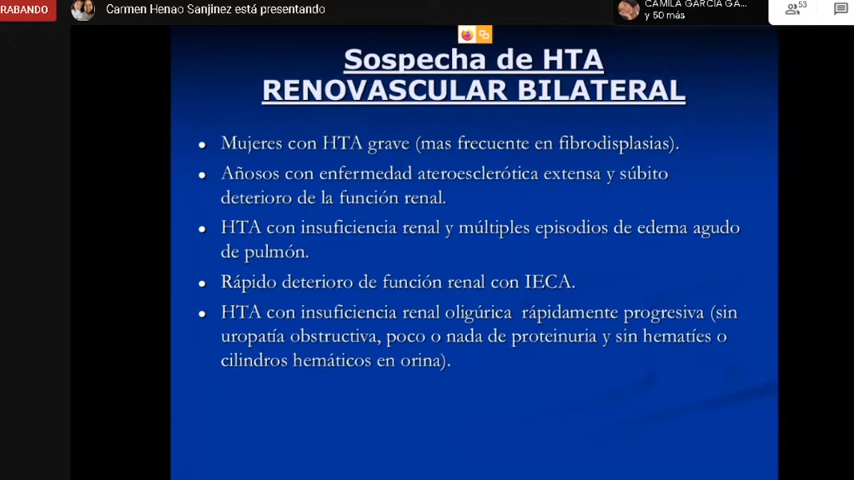 RABANDO
Carmen Henao Sanjinez está presentando
CAMILA GARCIA GA...
y 50 más
53
Sospecha de HTA
RENOVASCULAR BILATERAL
• Mujeres con HTA grave (mas frecuente en fibrodisplasias).
• Añosos con enfermedad ateroesclerótica extensa y súbito
deterioro de la función renal.
• HTA con insuficiencia renal y múltiples episodios de edema agudo
de pulmón.
• Rápido deterioro de función renal con IECA.
• HTA con insuficiencia renal oligúrica rápidamente progresiva (sin
uropatía obstructiva, poco o nada de proteinuria y sin hematíes o
cilindros hemáticos en orina).